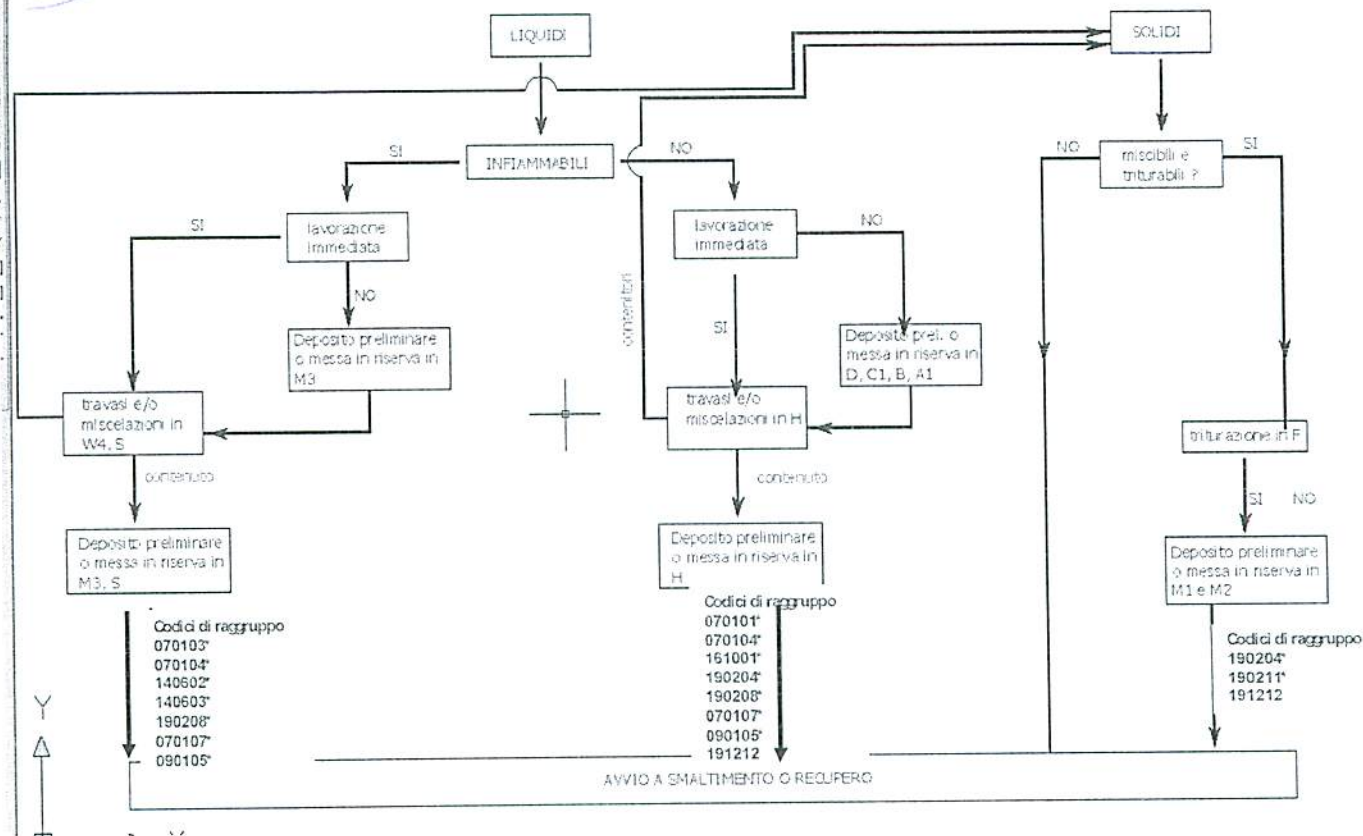 LIQUIDI
SOLIDI
INFIAMMABILI
SI
NO
miscibili e
triturabili ?
NO
SI
lavorazione
immediata
SI
NO
lavorazione
immediata
NO
SI
contenitori
Deposito preliminare
o messa in riserva in
M3
Deposito prel. o
messa in riserva in
D, C1, B, A1
travasi e/o
miscelazioni in
W4, S
travasi e/o
miscelazioni in H
triturazione in F
contenuto
contenuto
SI NO
Deposito preliminare
o messa in riserva in
M3, S
Deposito preliminare
o messa in riserva in
H
Deposito preliminare
o messa in riserva in
M1 e M2
Codici di raggruppo
070103*
070104*
140602*
140603*
190208*
070107*
090105*
Codici di raggruppo
070101*
070104*
161001*
190204*
190208*
070107*
090105*
191212
Codici di raggruppo
190204*
190211*
191212
AVVIO A SMALTIMENTO O RECUPERO
Y